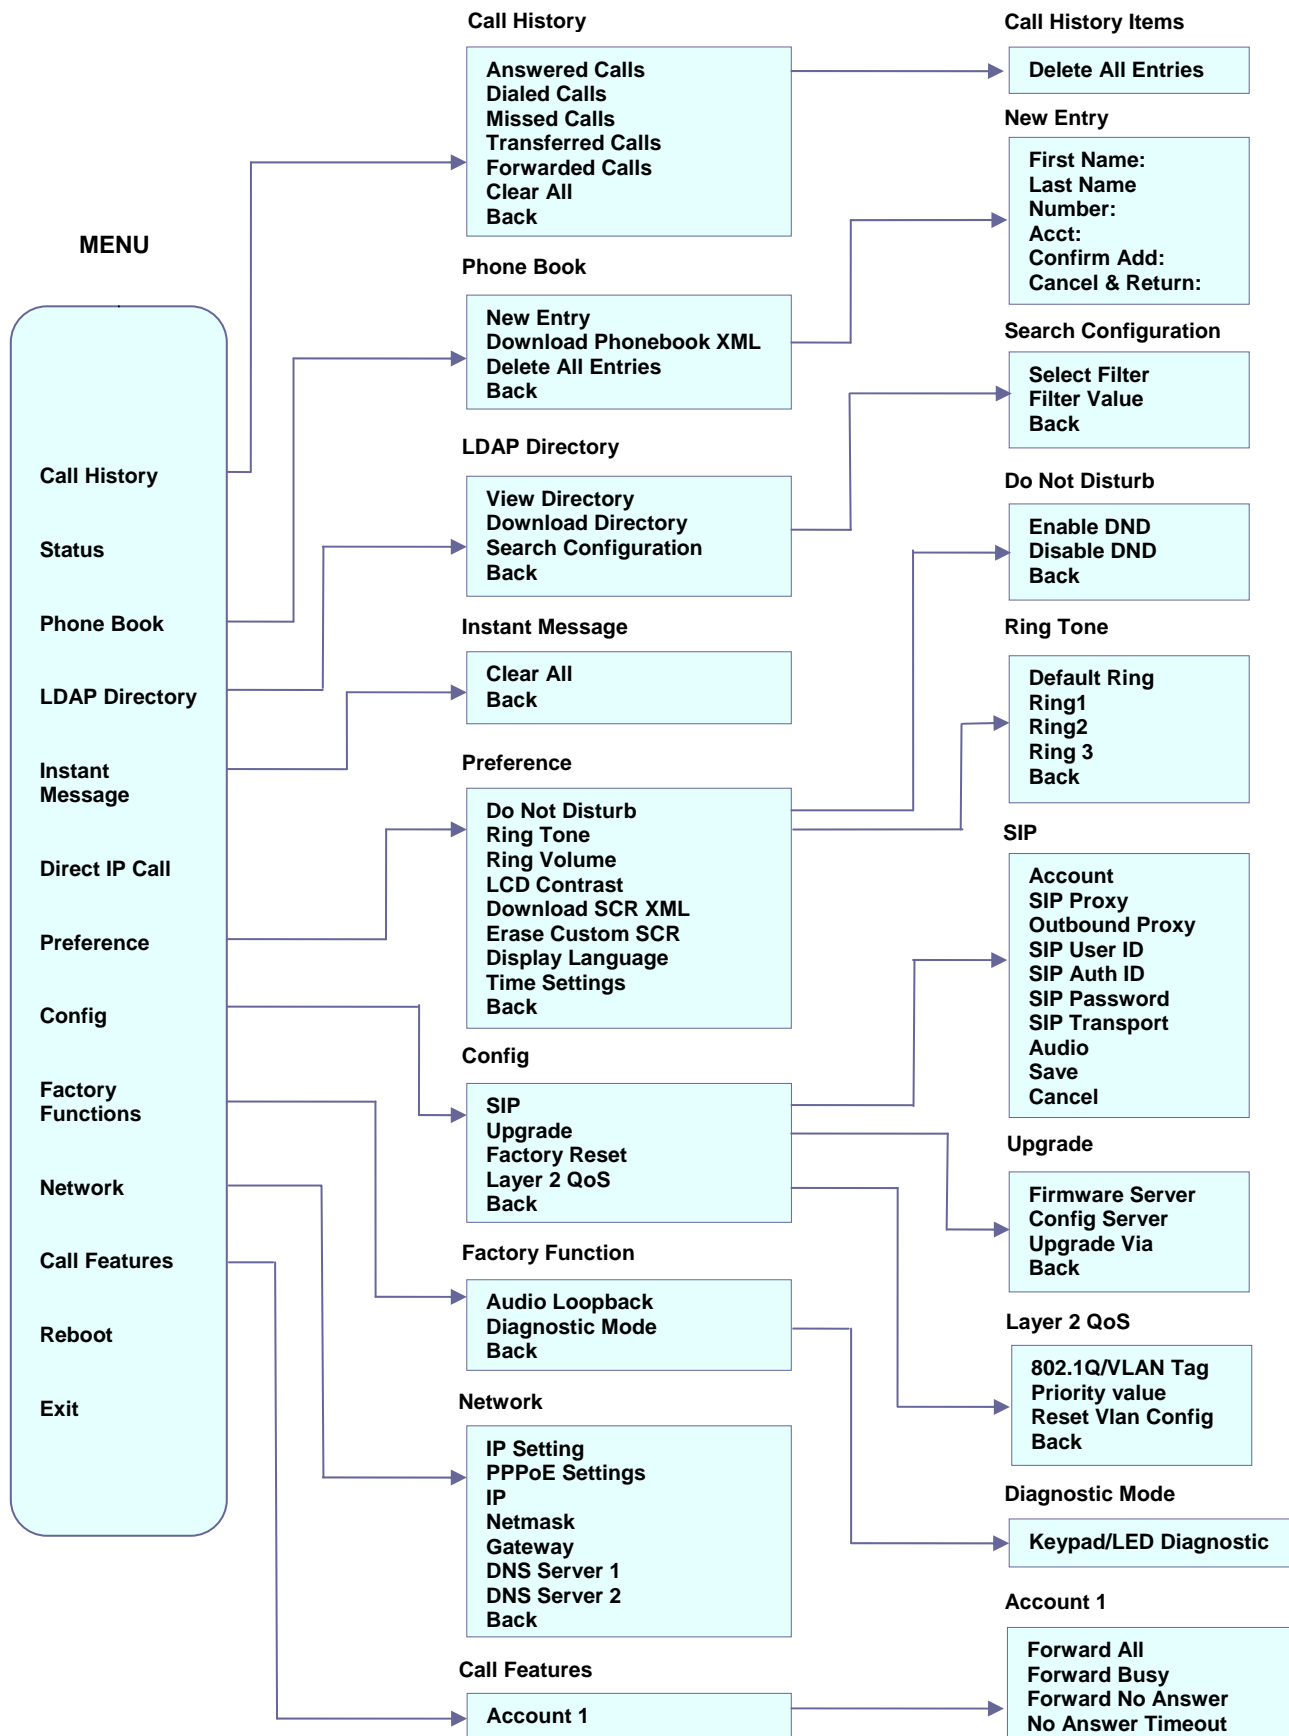 MENU
Call History
Status
Phone Book
LDAP Directory
Instant
Message
Direct IP Call
Preference
Config
Factory
Functions
Network
Call Features
Reboot
Exit
Call History
Answered Calls
Dialed Calls
Missed Calls
Transferred Calls
Forwarded Calls
Clear All
Back
Phone Book
New Entry
Download Phonebook XML
Delete All Entries
Back
LDAP Directory
View Directory
Download Directory
Search Configuration
Back
Instant Message
Clear All
Back
Preference
Do Not Disturb
Ring Tone
Ring Volume
LCD Contrast
Download SCR XML
Erase Custom SCR
Display Language
Time Settings
Back
Config
SIP
Upgrade
Factory Reset
Layer 2 QoS
Back
Factory Function
Audio Loopback
Diagnostic Mode
Back
Network
IP Setting
PPPoE Settings
IP
Netmask
Gateway
DNS Server 1
DNS Server 2
Back
Call Features
Account 1
Call History Items
Delete All Entries
New Entry
First Name:
Last Name
Number:
Acct:
Confirm Add:
Cancel & Return:
Search Configuration
Select Filter
Filter Value
Back
Do Not Disturb
Enable DND
Disable DND
Back
Ring Tone
Default Ring
Ring1
Ring2
Ring 3
Back
SIP
Account
SIP Proxy
Outbound Proxy
SIP User ID
SIP Auth ID
SIP Password
SIP Transport
Audio
Save
Cancel
Upgrade
Firmware Server
Config Server
Upgrade Via
Back
Layer 2 QoS
802.1Q/VLAN Tag
Priority value
Reset Vlan Config
Back
Diagnostic Mode
Keypad/LED Diagnostic
Account 1
Forward All
Forward Busy
Forward No Answer
No Answer Timeout